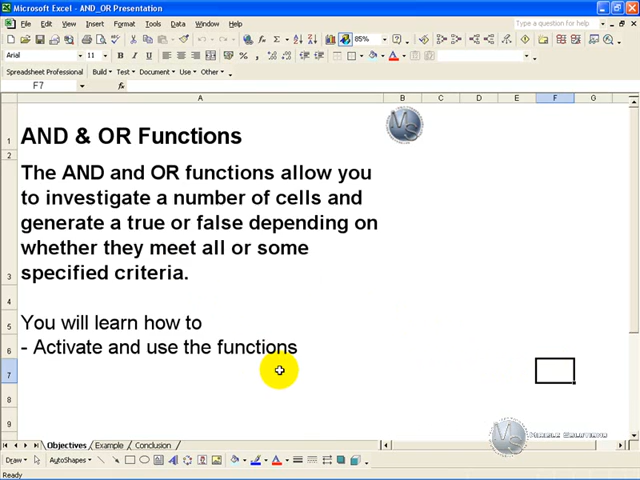 Microsoft Excel - AND_OR Presentation
File Edit View Insert Format Tools Data Window Help
Type a question for help
85%
Arial 11 B
Spreadsheet Professional Build Test Document Use Other
F7 fx
A B C D E F G
1 AND & OR Functions
2
The AND and OR functions allow you
to investigate a number of cells and
generate a true or false depending on
whether they meet all or some
3 specified criteria.
4
5 You will learn how to
6 - Activate and use the functions
7
8
9
Objectives Example Conclusion
Draw AutoShapes
Ready